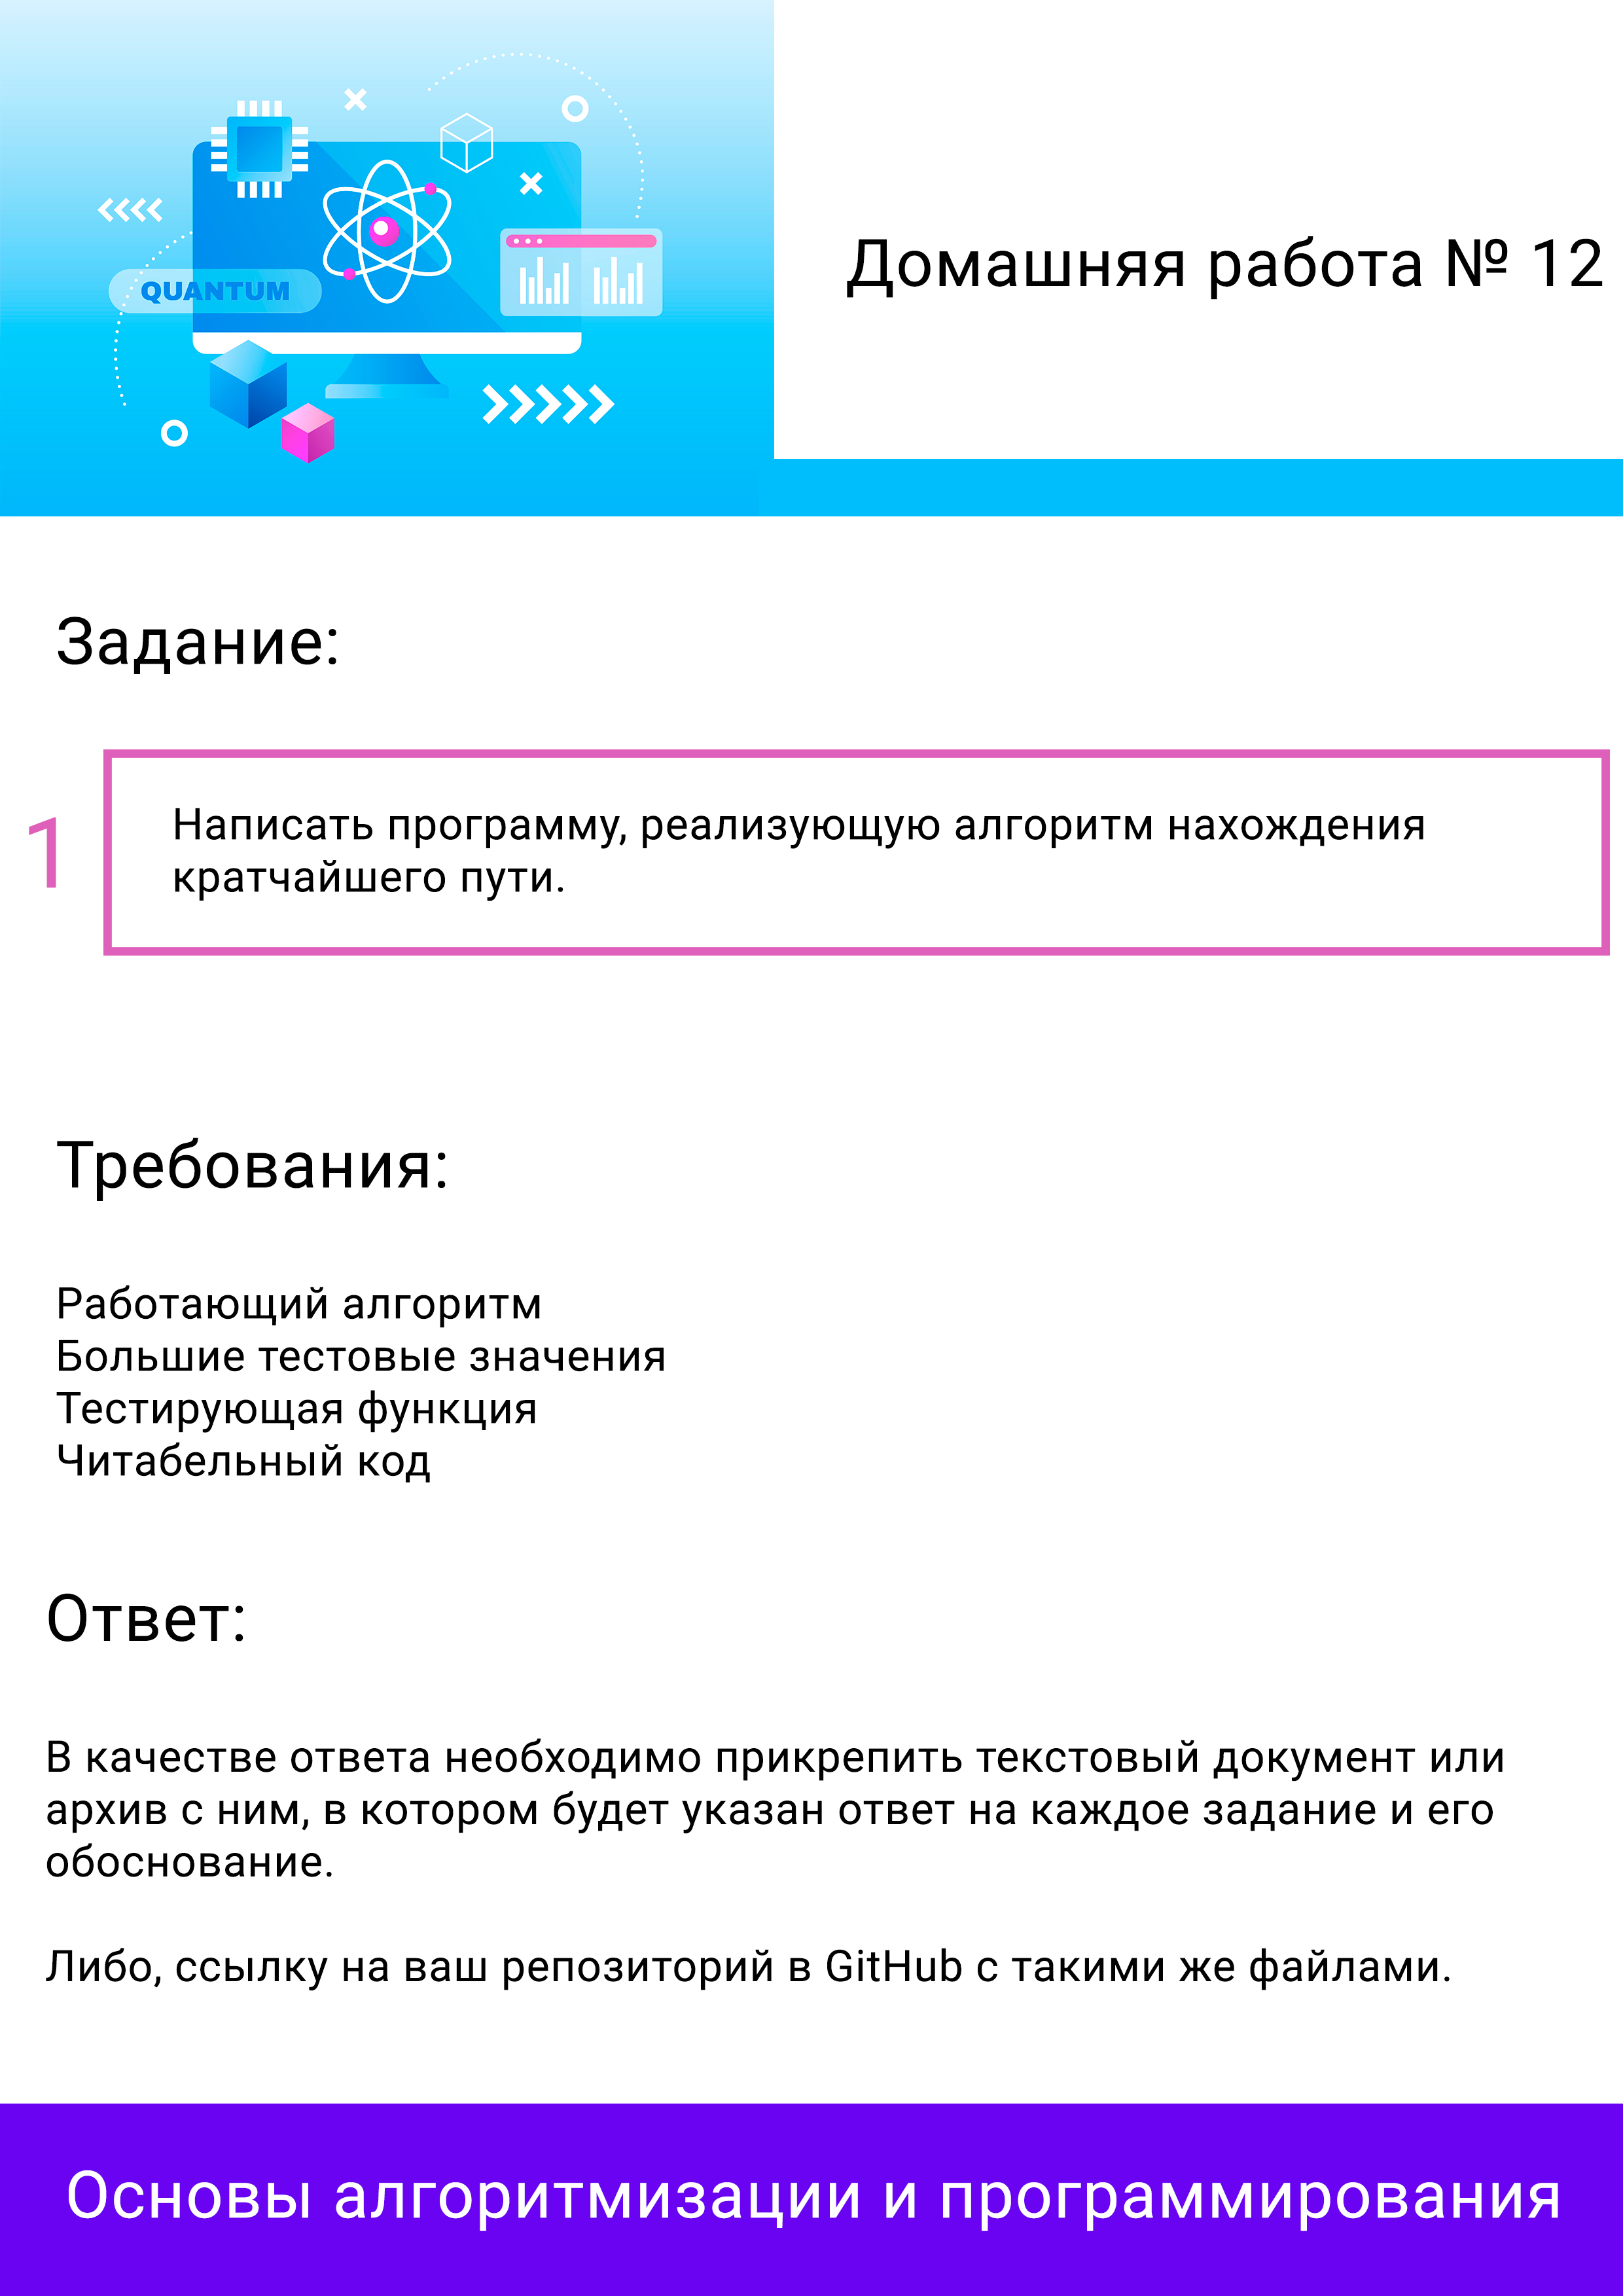 QUANTUM
Домашняя работа № 12
Задание:
1
Написать программу, реализующую алгоритм нахождения
кратчайшего пути.
Требования:
Работающий алгоритм
Большие тестовые значения
Тестирующая функция
Читабельный код
Ответ:
В качестве ответа необходимо прикрепить текстовый документ или
архив с ним, в котором будет указан ответ на каждое задание и его
обоснование.
Либо, ссылку на ваш репозиторий в GitHub с такими же файлами.
Основы алгоритмизации и программирования